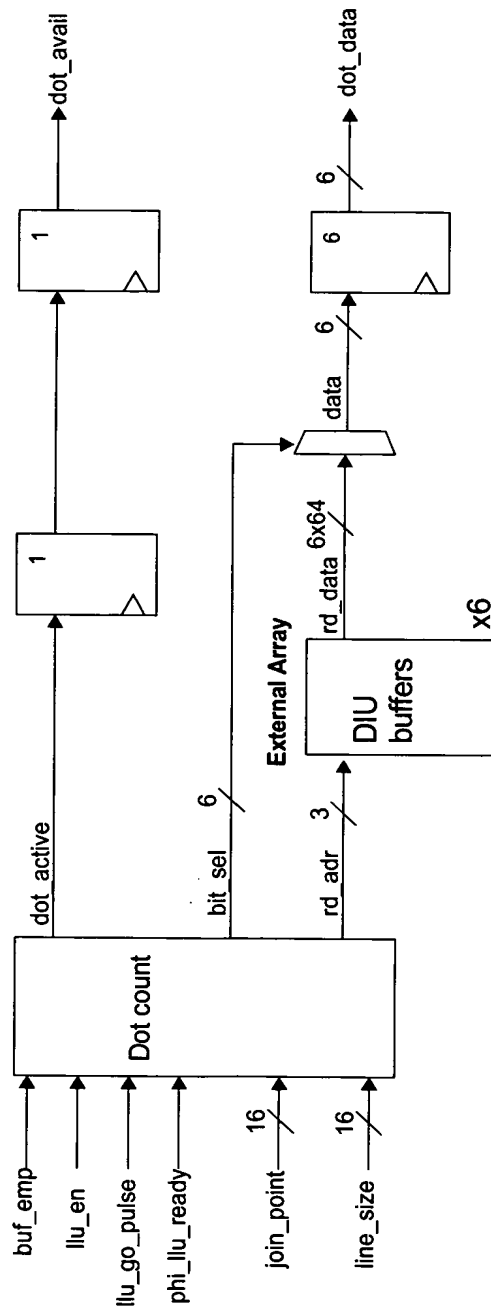 buf_emp
llu_en
llu_go_pulse
phi_llu_ready
join_point
16
line_size
16
Dot count
dot_active
1
1
dot_avail
bit_sel
6
rd_adr
3
External Array
DIU
buffers
x6
rd_data
6x64
data
6
6
6
dot_data